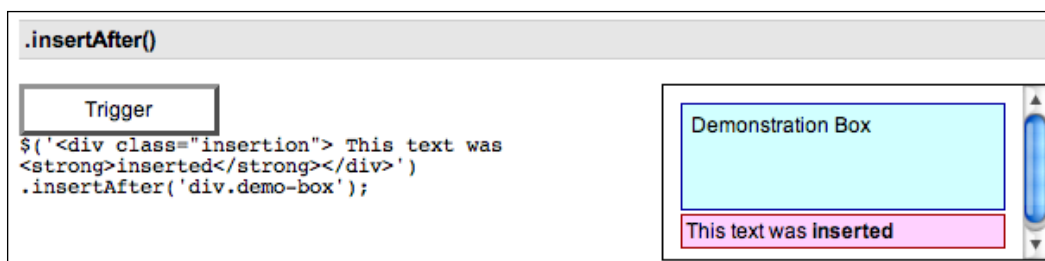 .insertAfter()
Trigger
$('<div class="insertion"> This text was
<strong>inserted</strong></div>')
.insertAfter('div.demo-box');
Demonstration Box
This text was inserted